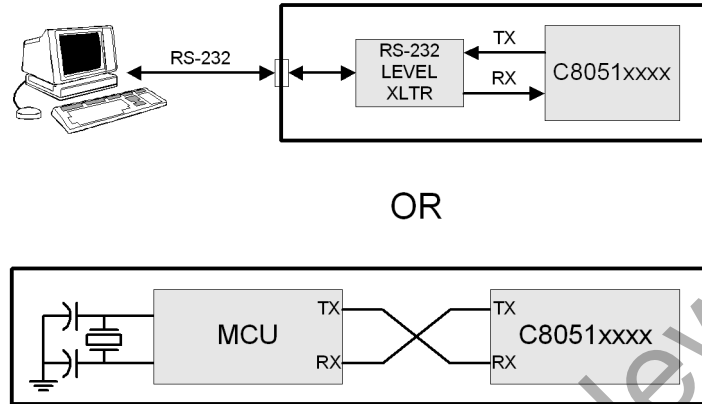 RS-232
RS-232
LEVEL
XLTR
TX
RX
C8051xxxx
OR
MCU
TX
RX
TX
RX
C8051xxxx